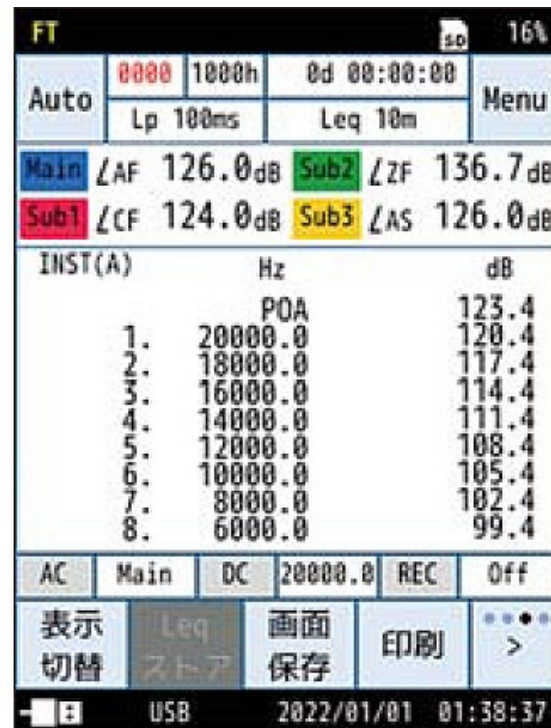 FT SD 16%
Auto 0000 1000h 0d 00:00:00 Menu
Lp 100ms Leq 10m
Main LAF 126.0dB Sub2 LZF 136.7dB
Sub1 LCF 124.0dB Sub3 LAS 126.0dB
INST(A) Hz dB
POA 123.4
1. 20000.0 120.4
2. 18000.0 117.4
3. 16000.0 114.4
4. 14000.0 111.4
5. 12000.0 108.4
6. 10000.0 105.4
7. 8000.0 102.4
8. 6000.0 99.4
AC Main DC 20000.0 REC Off
表示切替 Leqストア 画面保存 印刷 >
USB 2022/01/01 01:38:37